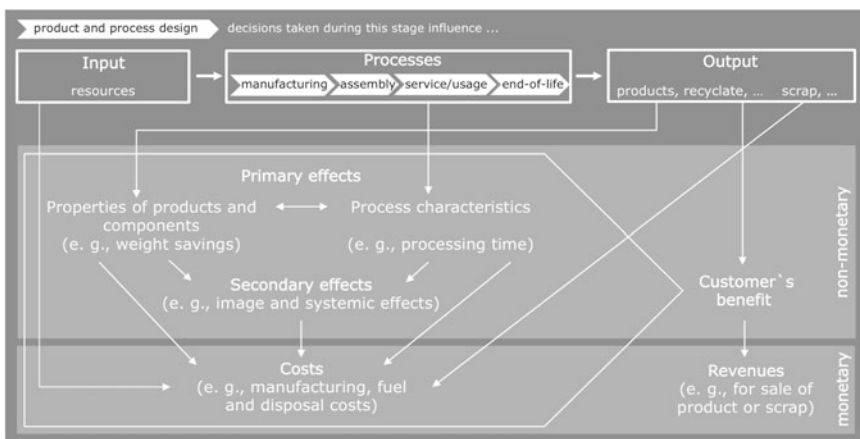 product and process design
decisions taken during this stage influence ...
Input
resources
Processes
manufacturing
assembly
service/usage
end-of-life
Output
products, recyclate, ...
scrap, ...
Primary effects
Properties of products and
components
(e. g., weight savings)
Process characteristics
(e. g., processing time)
Secondary effects
(e. g., image and systemic effects)
Customer`s
benefit
non-monetary
Costs
(e. g., manufacturing, fuel
and disposal costs)
Revenues
(e. g., for sale of
product or scrap)
monetary